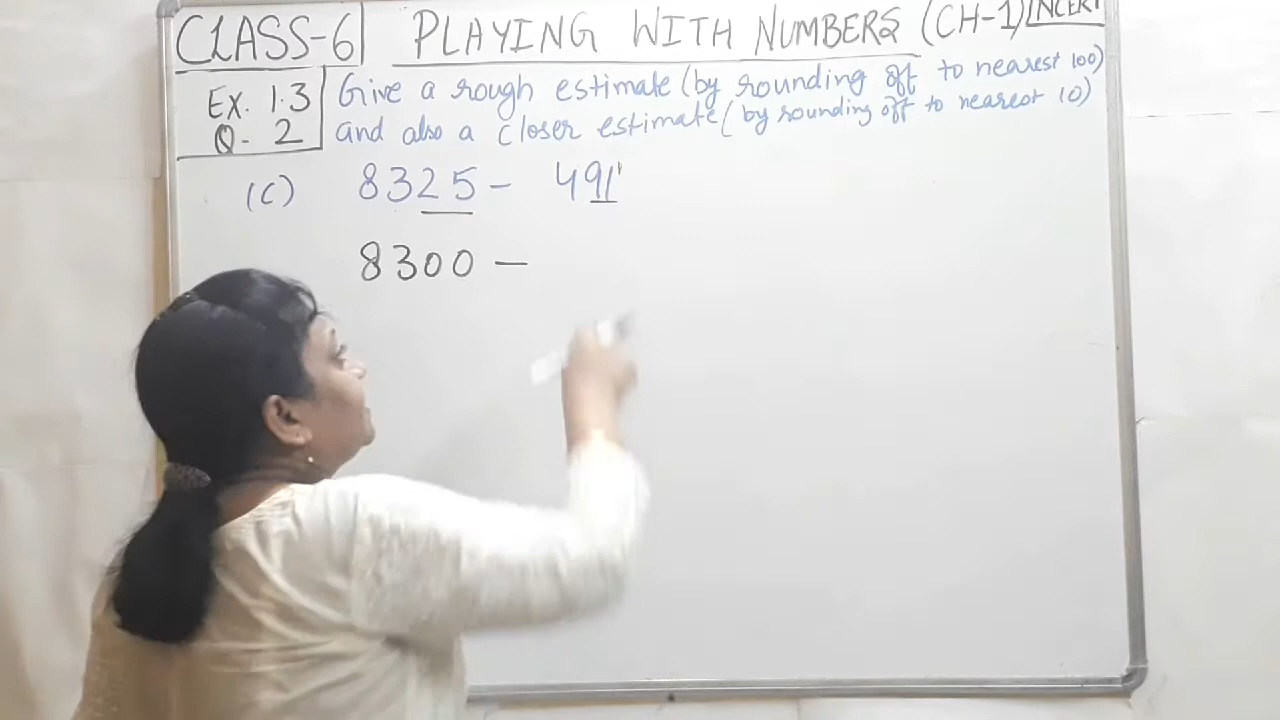 CLASS-6 PLAYING WITH NUMBERS (CH-1) NCERT
EX. 1.3 Give a rough estimate (by rounding off to nearest 100)
Q- 2 and also a closer estimate (by rounding off to nearest 10)
(C) 8325 - 491
8300 -